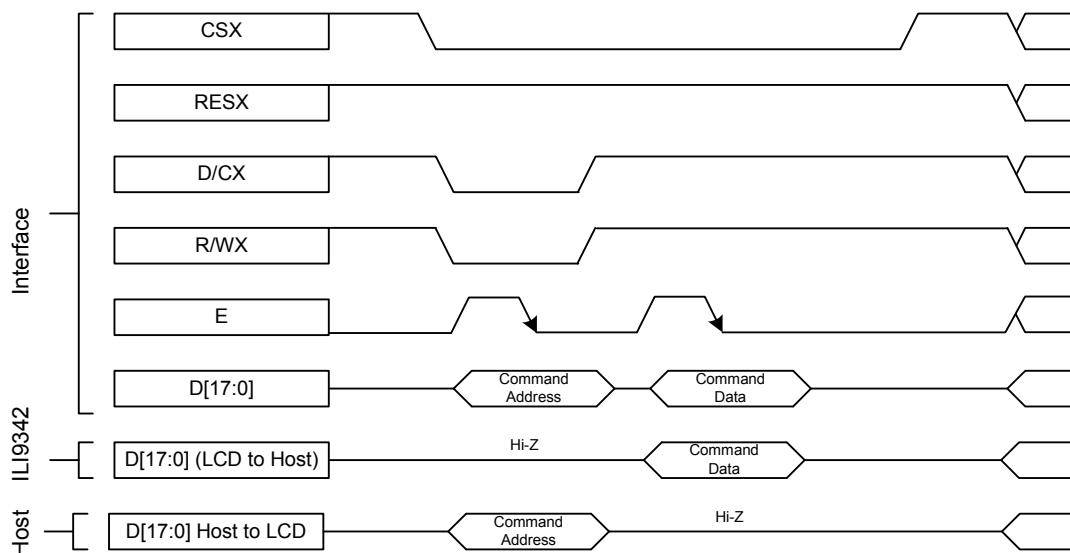 CSX
RESX
D/CX
R/WX
E
D[17:0]
Command
Address
Command
Data
D[17:0] (LCD to Host)
Hi-Z
Command
Data
D[17:0] Host to LCD
Command
Address
Hi-Z
Interface
ILI9342
Host